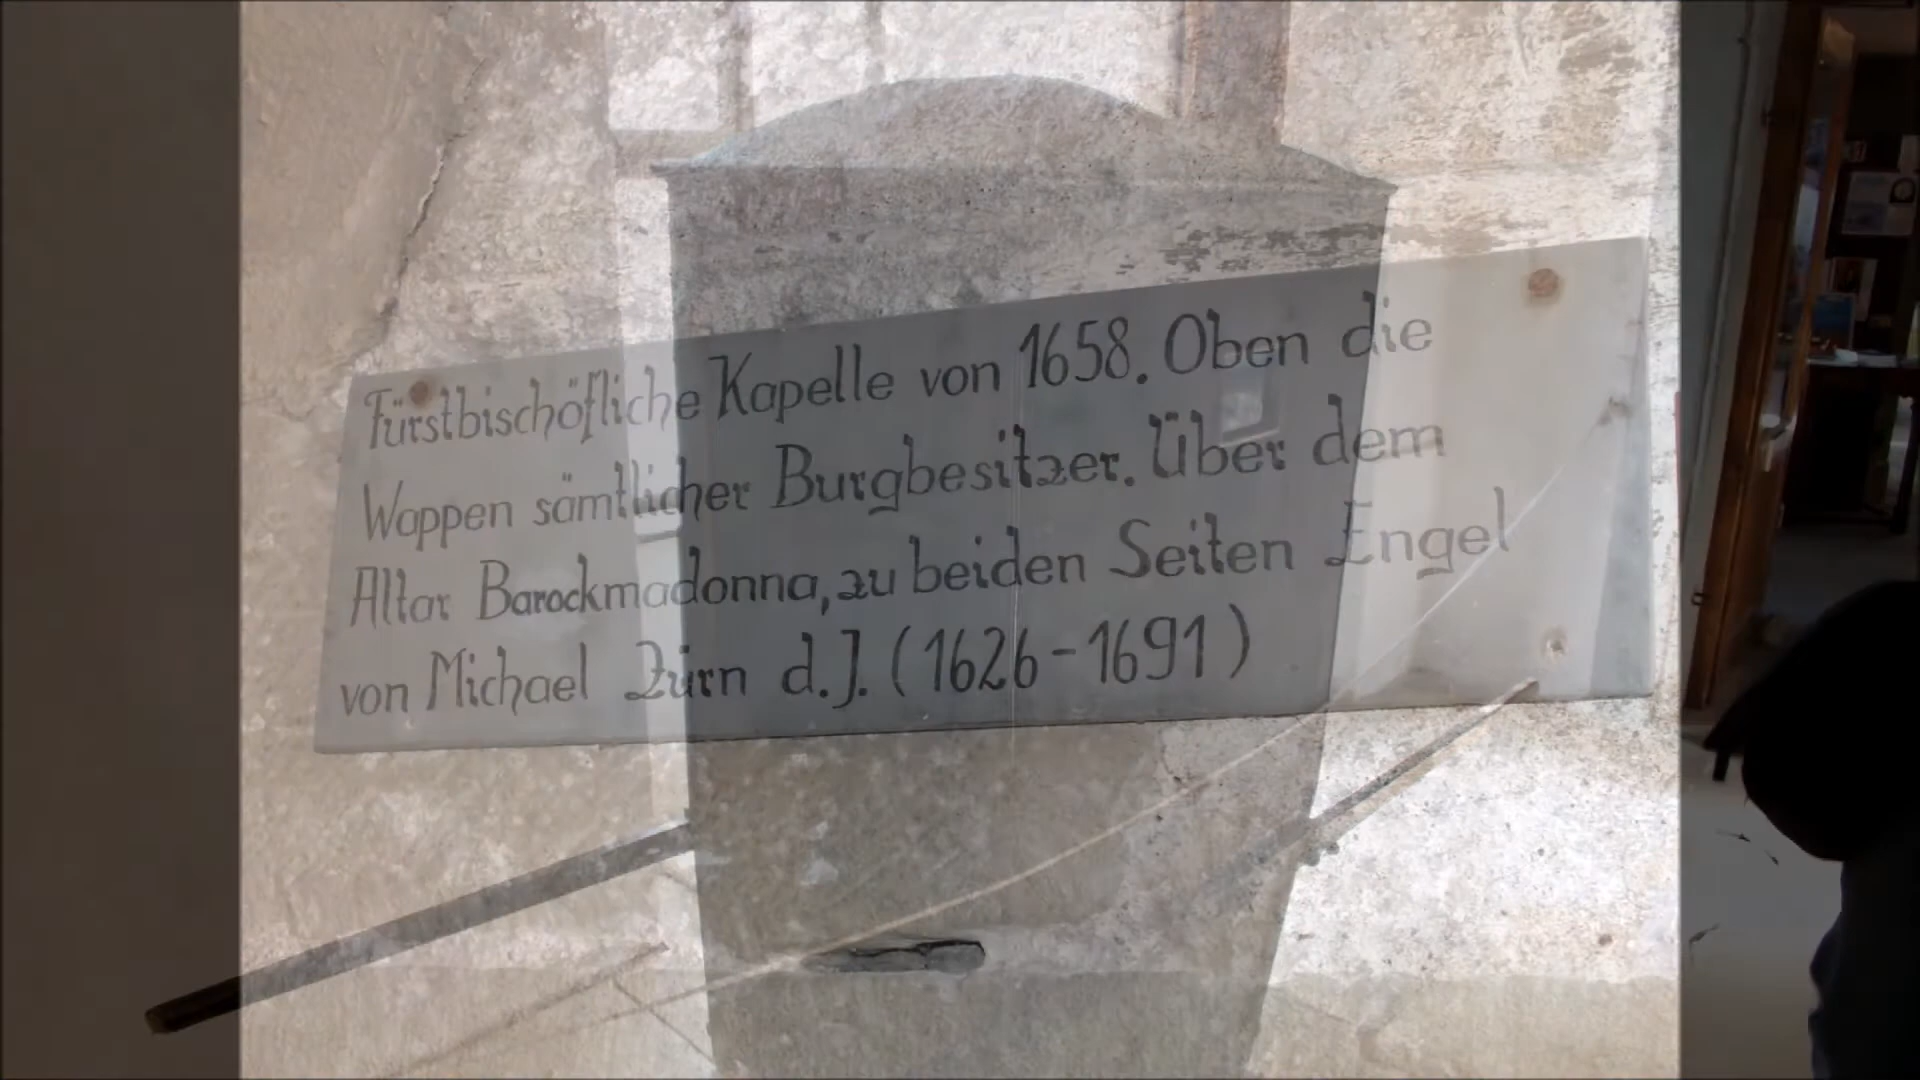 Fürstbischöfliche Kapelle von 1658. Oben die
Wappen sämtlicher Burgbesitzer. Über dem
Altar Barockmadonna, zu beiden Seiten Engel
von Michael Zürn d. J. (1626-1691)